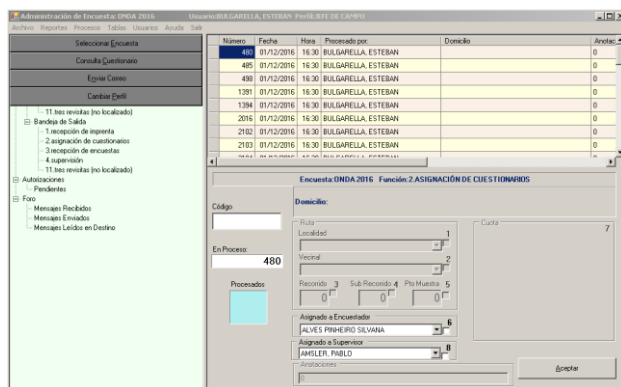 Administración de Encuesta: ONDA 2016 Usuario:BULGARELLA, ESTEBAN Perfil:JEFE DE CAMPO
Archivo Reportes Procesos Tablas Usuarios Ayuda Salir
Seleccionar Encuesta
Consulta Cuestionario
Enviar Correo
Cambiar Perfil
11.tres revisitas (no localizado)
Bandeja de Salida
1.recepción de imprenta
2.asignación de cuestionarios
3.recepción de encuestas
4.supervisión
11.tres revisitas (no localizado)
Autorizaciones
Pendientes
Foro
Mensajes Recibidos
Mensajes Enviados
Mensajes Leídos en Destino
Número Fecha Hora Procesado por: Domicilio Anotac
480 01/12/2016 16:30 BULGARELLA, ESTEBAN 0
485 01/12/2016 16:30 BULGARELLA, ESTEBAN 0
498 01/12/2016 16:30 BULGARELLA, ESTEBAN 0
1391 01/12/2016 16:30 BULGARELLA, ESTEBAN 0
1394 01/12/2016 16:30 BULGARELLA, ESTEBAN 0
2016 01/12/2016 16:30 BULGARELLA, ESTEBAN 0
2102 01/12/2016 16:30 BULGARELLA, ESTEBAN 0
2103 01/12/2016 16:30 BULGARELLA, ESTEBAN 0
Encuesta:ONDA 2016 Función:2.ASIGNACIÓN DE CUESTIONARIOS
Código
Domicilio:
En Proceso:
480
Procesados
Ruta
Localidad 1
Vecinal 2
Recorrido 3 Sub Recorrido 4 Pto Muestra 5
0 0 0
Cuota 7
Asignado a Encuestador 6
ALVES PINHEIRO SILVANA
Asignado a Supervisor 8
AMSLER, PABLO
Anotaciones
0
Aceptar